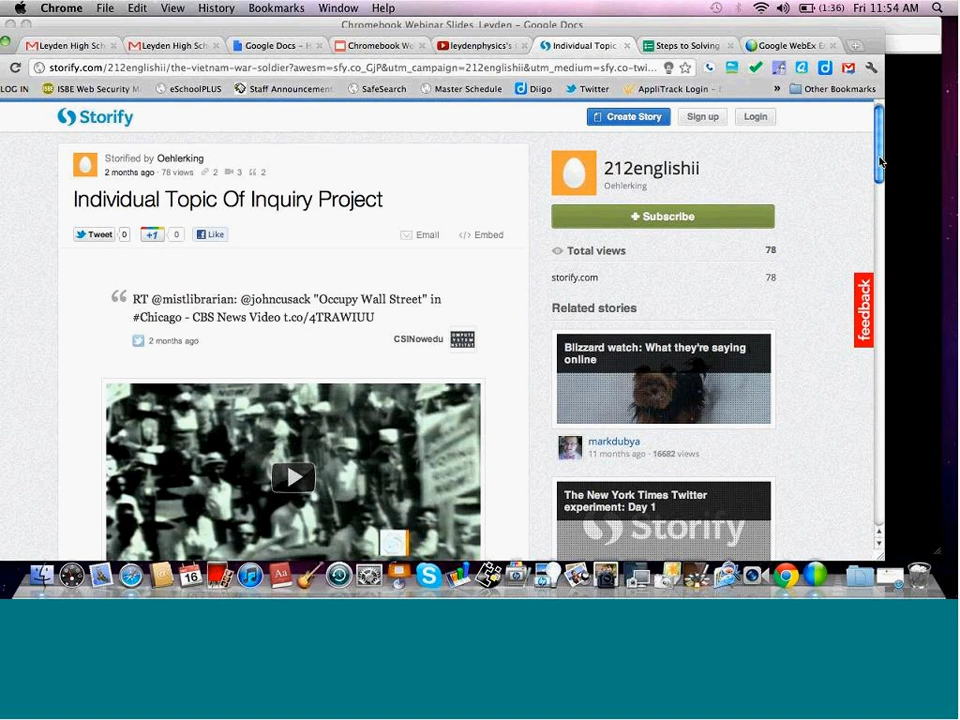 Chrome File Edit View History Bookmarks Window Help (1:36) Fri 11:54 AM
Chromebook Webinar Slides Leyden – Google Docs
Leyden High Sch Leyden High Sch Google Docs - H Chromebook We leydenphysics's Individual Topic Steps to Solving Google WebEx E
storify.com/212englishii/the-vietnam-war-soldier?awesm=sfy.co_GjP&utm_campaign=212englishii&utm_medium=sfy.co-twi...
LOG IN ISBE Web Security M eSchoolPLUS Staff Announcement SafeSearch Master Schedule Diigo Twitter AppliTrack Login - » Other Bookmarks
Storify Create Story Sign up Login
Storified by Oehlerking
2 months ago · 78 views 2 3 2
Individual Topic Of Inquiry Project
Tweet 0 +1 0 Like Email </> Embed
“ RT @mistlibrarian: @johncusack "Occupy Wall Street" in
#Chicago - CBS News Video t.co/4TRAWIUU
2 months ago CSINowedu
212englishii
Oehlerking
+ Subscribe
Total views 78
storify.com 78
feedback
Related stories
Blizzard watch: What they're saying
online
markdubya
11 months ago · 16682 views
The New York Times Twitter
experiment: Day 1
Storify
16
Aa